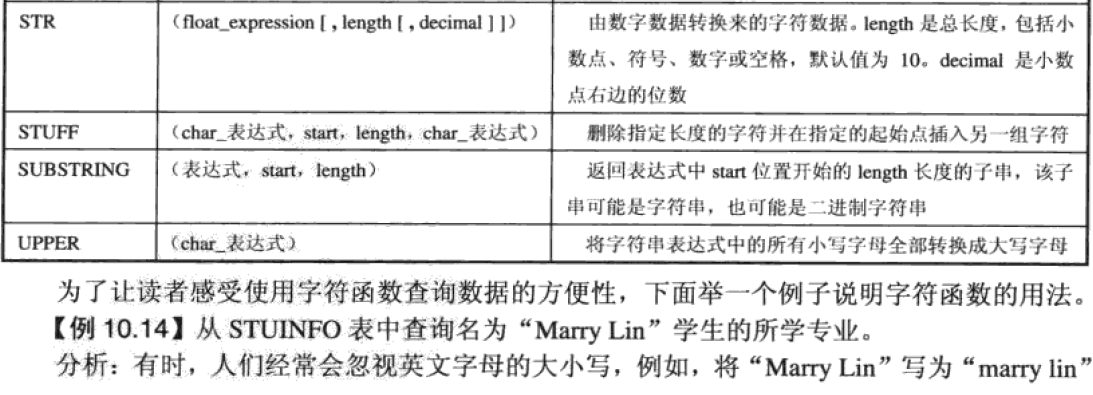 STR （float_expression [ , length [ , decimal ] ]） 由数字数据转换来的字符数据。length 是总长度，包括小
数点、符号、数字或空格，默认值为 10。decimal 是小数
点右边的位数
STUFF （char_表达式，start，length，char_表达式） 删除指定长度的字符并在指定的起始点插入另一组字符
SUBSTRING （表达式，start，length） 返回表达式中 start 位置开始的 length 长度的子串，该子
串可能是字符串，也可能是二进制字符串
UPPER （char_表达式） 将字符串表达式中的所有小写字母全部转换成大写字母
为了让读者感受使用字符函数查询数据的方便性，下面举一个例子说明字符函数的用法。
【例 10.14】从 STUINFO 表中查询名为“Marry Lin”学生的所学专业。
分析：有时，人们经常会忽视英文字母的大小写，例如，将“Marry Lin”写为“marry lin”